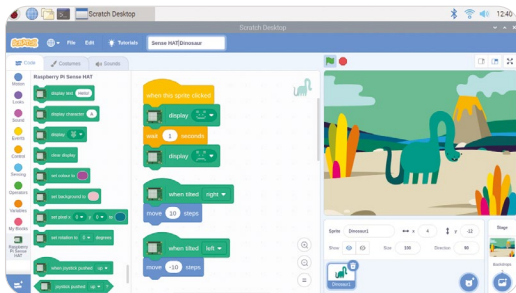 Scratch Desktop
12:40
Scratch Desktop
SCRATCH File Edit Tutorials Sense HAT Dinosaur
Code Costumes Sounds
Motion
Looks
Sound
Events
Control
Sensing
Operators
Variables
My Blocks
Raspberry Pi Sense HAT
Raspberry Pi Sense HAT
display text Hello!
display character A
display
clear display
set colour to
set background to
set pixel x 0 y 0 to
set rotation to 0 degrees
when joystick pushed up
joystick pushed up ?
when this sprite clicked
display
wait 1 seconds
display
when tilted right
move 10 steps
when tilted left
move -10 steps
Sprite Dinosaur1 x 4 y -12
Show Size 100 Direction 90
Dinosaur1
Stage
Backdrops